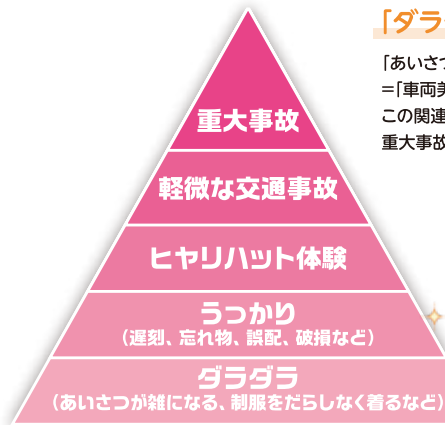 「ダラ
「あいさつ
=「車両美
この関連
重大事故
重大事故
軽微な交通事故
ヒヤリハット体験
うっかり
(遅刻、忘れ物、誤配、破損など)
ダラダラ
(あいさつが雑になる、制服をだらしなく着るなど)